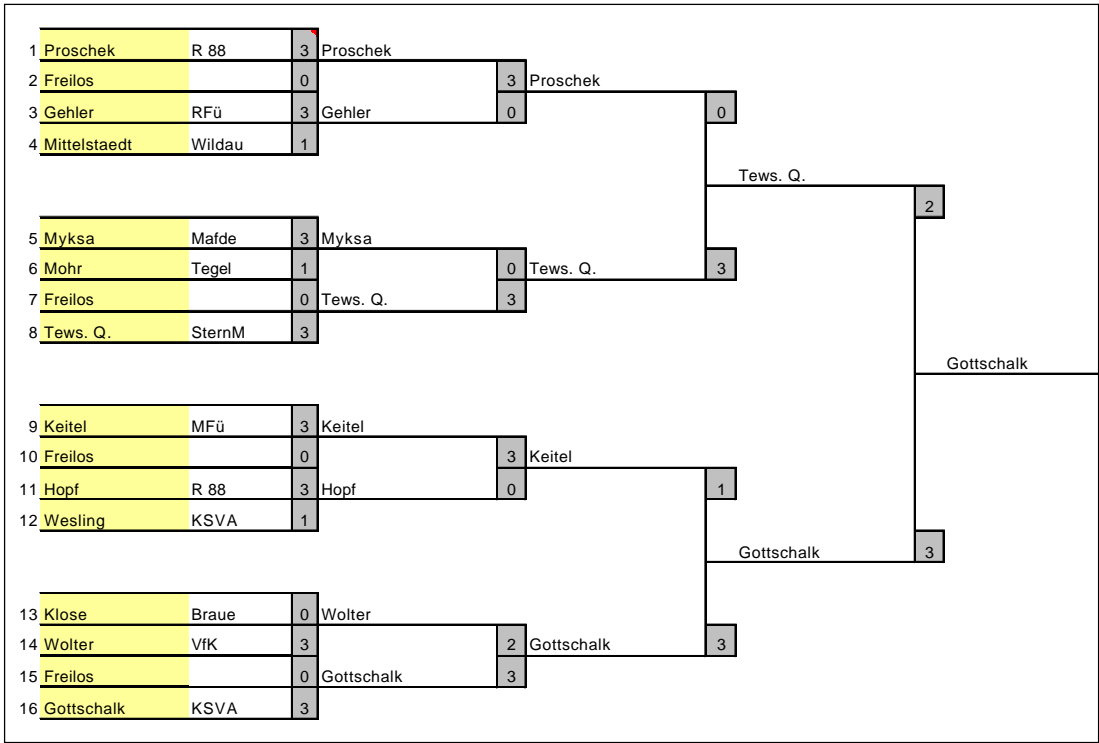 1 Proschek R 88 3 Proschek
2 Freilos 0 3 Proschek
3 Gehler RFü 3 Gehler 0 0
4 Mittelstaedt Wildau 1
Tews. Q.
2
5 Myksa Mafde 3 Myksa
6 Mohr Tegel 1 0 Tews. Q. 3
7 Freilos 0 Tews. Q. 3
8 Tews. Q. SternM 3
Gottschalk
9 Keitel MFü 3 Keitel
10 Freilos 0 3 Keitel
11 Hopf R 88 3 Hopf 0 1
12 Wesling KSVA 1
Gottschalk 3
13 Klose Braue 0 Wolter
14 Wolter VfK 3 2 Gottschalk 3
15 Freilos 0 Gottschalk 3
16 Gottschalk KSVA 3